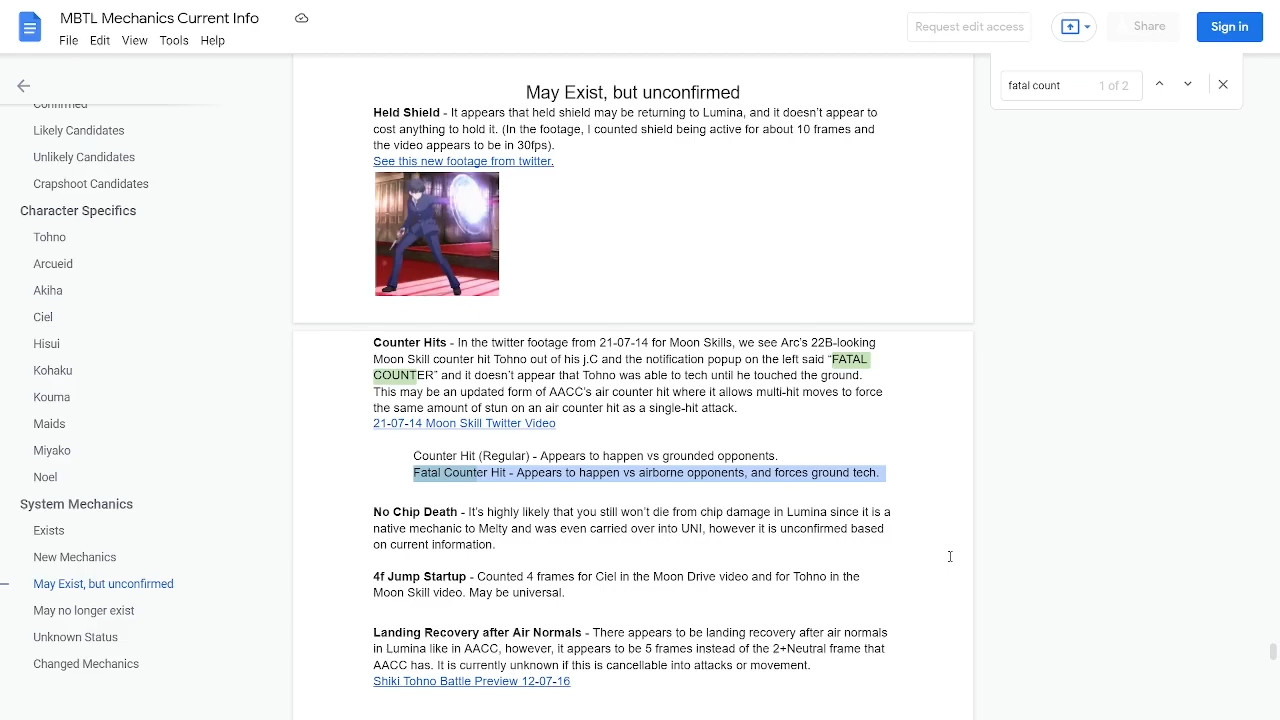 MBTL Mechanics Current Info
File Edit View Tools Help
Request edit access
Share
Sign in
fatal count 1 of 2
Confirmed
Likely Candidates
Unlikely Candidates
Crapshoot Candidates
Character Specifics
Tohno
Arcueid
Akiha
Ciel
Hisui
Kohaku
Kouma
Maids
Miyako
Noel
System Mechanics
Exists
New Mechanics
May Exist, but unconfirmed
May no longer exist
Unknown Status
Changed Mechanics
May Exist, but unconfirmed
Held Shield - It appears that held shield may be returning to Lumina, and it doesn't appear to
cost anything to hold it. (In the footage, I counted shield being active for about 10 frames and
the video appears to be in 30fps).
See this new footage from twitter.
Counter Hits - In the twitter footage from 21-07-14 for Moon Skills, we see Arc's 22B-looking
Moon Skill counter hit Tohno out of his j.C and the notification popup on the left said “FATAL
COUNTER” and it doesn't appear that Tohno was able to tech until he touched the ground.
This may be an updated form of AACC's air counter hit where it allows multi-hit moves to force
the same amount of stun on an air counter hit as a single-hit attack.
21-07-14 Moon Skill Twitter Video
Counter Hit (Regular) - Appears to happen vs grounded opponents.
Fatal Counter Hit - Appears to happen vs airborne opponents, and forces ground tech.
No Chip Death - It's highly likely that you still won't die from chip damage in Lumina since it is a
native mechanic to Melty and was even carried over into UNI, however it is unconfirmed based
on current information.
4f Jump Startup - Counted 4 frames for Ciel in the Moon Drive video and for Tohno in the
Moon Skill video. May be universal.
Landing Recovery after Air Normals - There appears to be landing recovery after air normals
in Lumina like in AACC, however, it appears to be 5 frames instead of the 2+Neutral frame that
AACC has. It is currently unknown if this is cancellable into attacks or movement.
Shiki Tohno Battle Preview 12-07-16